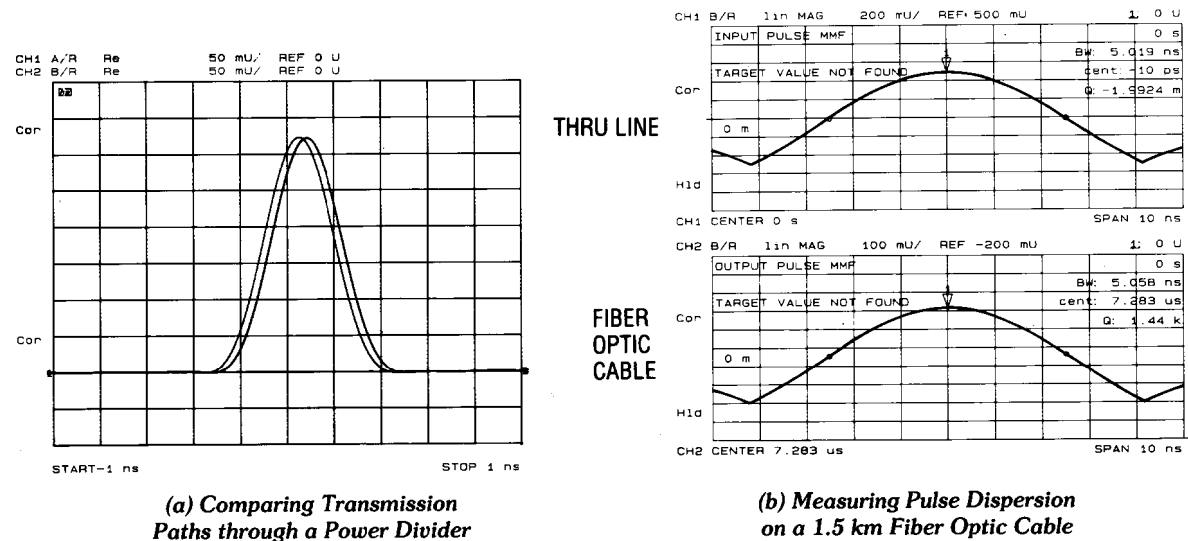 CH1 A/R Re 50 mU/ REF 0 U
CH2 B/R Re 50 mU/ REF 0 U
Cor
Cor
START-1 ns STOP 1 ns
(a) Comparing Transmission
Paths through a Power Divider
THRU LINE
CH1 B/R lin MAG 200 mU/ REF 500 mU 1: 0 U
INPUT PULSE MMF 0 s
BW: 5.019 ns
TARGET VALUE NOT FOUND cent: -10 ps
Cor Q: -1.9924 m
0 m
Hld
CH1 CENTER 0 s SPAN 10 ns
FIBER
OPTIC
CABLE
CH2 B/R lin MAG 100 mU/ REF -200 mU 1: 0 U
OUTPUT PULSE MMF 0 s
BW: 5.058 ns
TARGET VALUE NOT FOUND cent: 7.283 us
Cor Q: 1.44 k
0 m
Hld
CH2 CENTER 7.283 us SPAN 10 ns
(b) Measuring Pulse Dispersion
on a 1.5 km Fiber Optic Cable